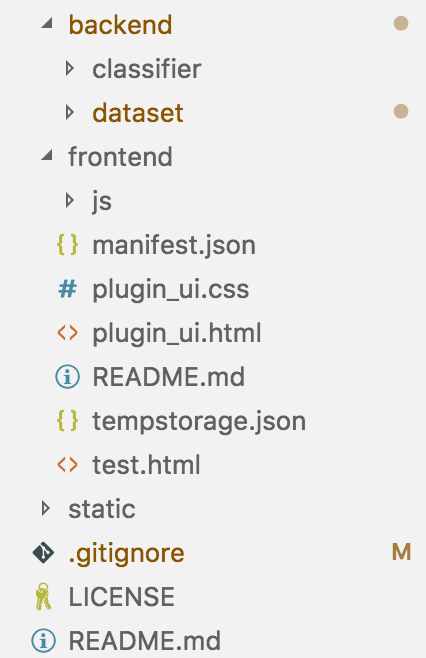 backend
classifier
dataset
frontend
js
{} manifest.json
# plugin_ui.css
<> plugin_ui.html
i README.md
{} tempstorage.json
<> test.html
static
.gitignore M
LICENSE
i README.md